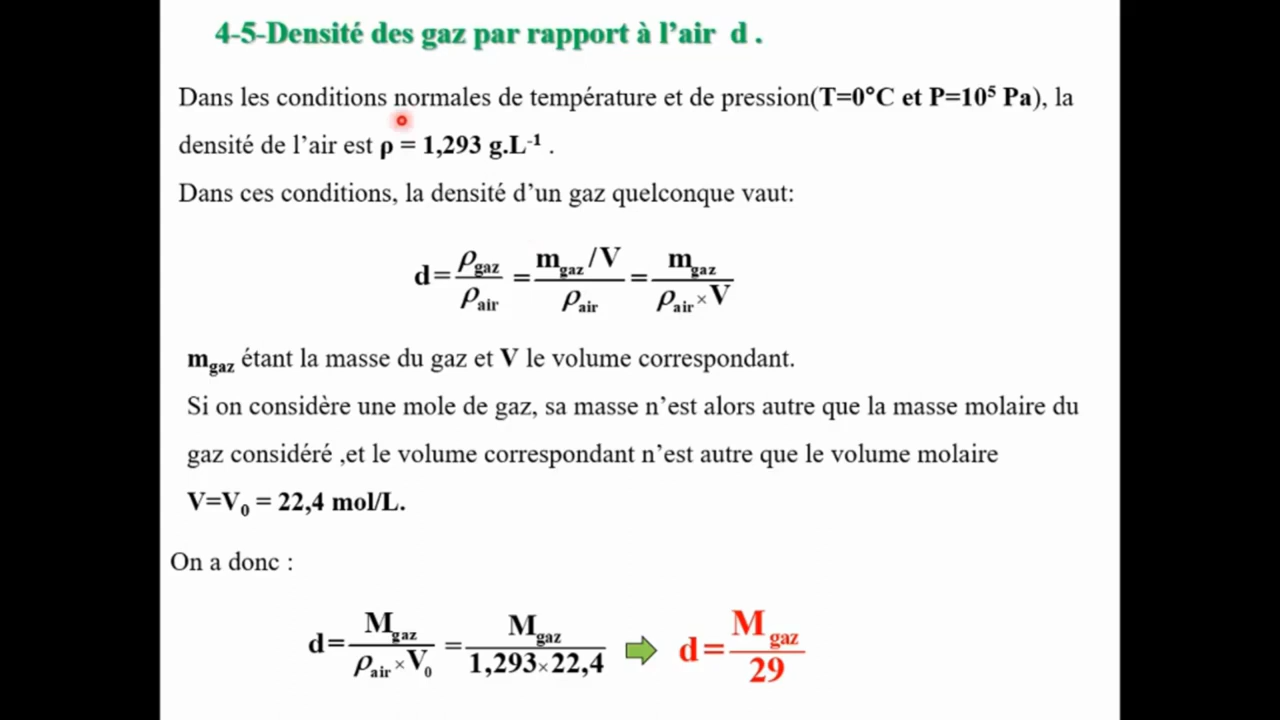 4-5-Densité des gaz par rapport à l’air d .
Dans les conditions normales de température et de pression(T=0°C et P=10⁵ Pa), la
densité de l’air est ρ = 1,293 g.L⁻¹ .
Dans ces conditions, la densité d’un gaz quelconque vaut:
d = ρgaz / ρair = (mgaz /V) / ρair = mgaz / (ρair × V)
mgaz étant la masse du gaz et V le volume correspondant.
Si on considère une mole de gaz, sa masse n’est alors autre que la masse molaire du
gaz considéré ,et le volume correspondant n’est autre que le volume molaire
V=V₀ = 22,4 mol/L.
On a donc :
d = Mgaz / (ρair × V₀) = Mgaz / (1,293×22,4) ⇒ d = Mgaz / 29